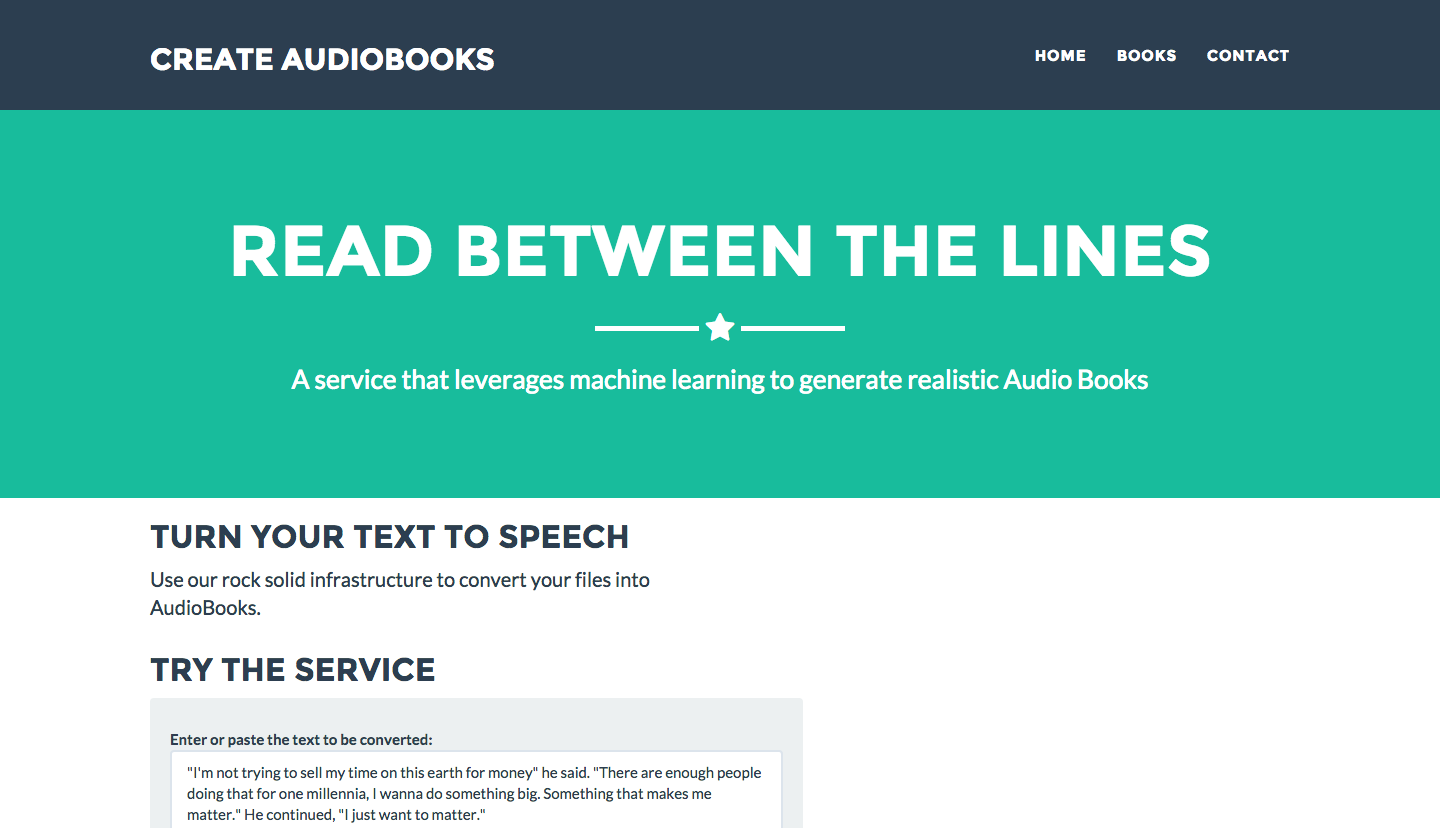 CREATE AUDIOBOOKS
HOME BOOKS CONTACT
READ BETWEEN THE LINES
A service that leverages machine learning to generate realistic Audio Books
TURN YOUR TEXT TO SPEECH
Use our rock solid infrastructure to convert your files into
AudioBooks.
TRY THE SERVICE
Enter or paste the text to be converted:
"I'm not trying to sell my time on this earth for money" he said. "There are enough people
doing that for one millennia, I wanna do something big. Something that makes me
matter." He continued, "I just want to matter."